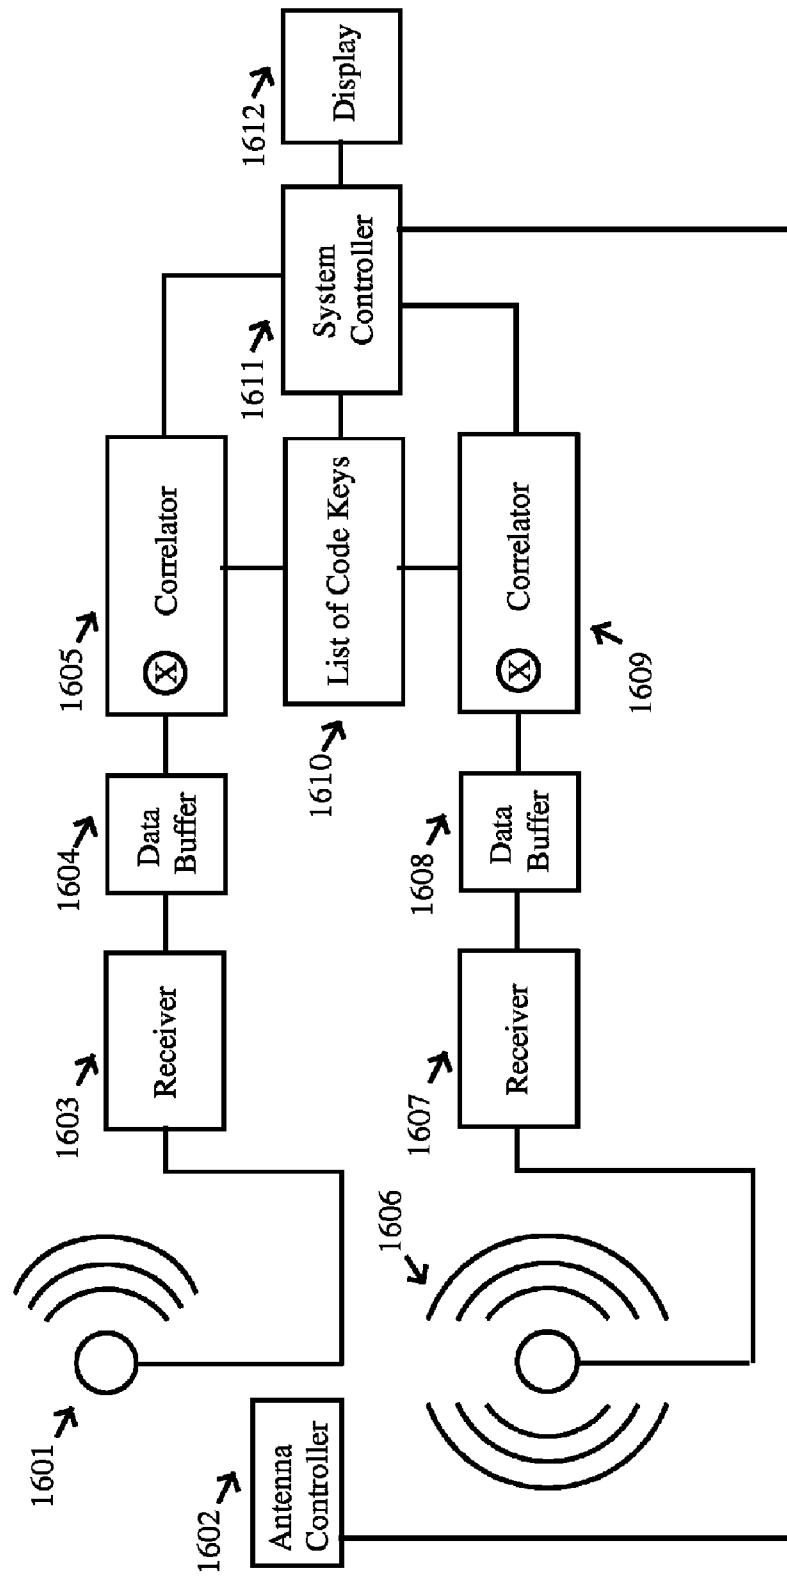 1601
1602
Antenna
Controller
1603
Receiver
1604
Data
Buffer
1605
X
Correlator
1606
1607
Receiver
1608
Data
Buffer
1609
X
Correlator
1610
List of Code Keys
1611
System
Controller
1612
Display